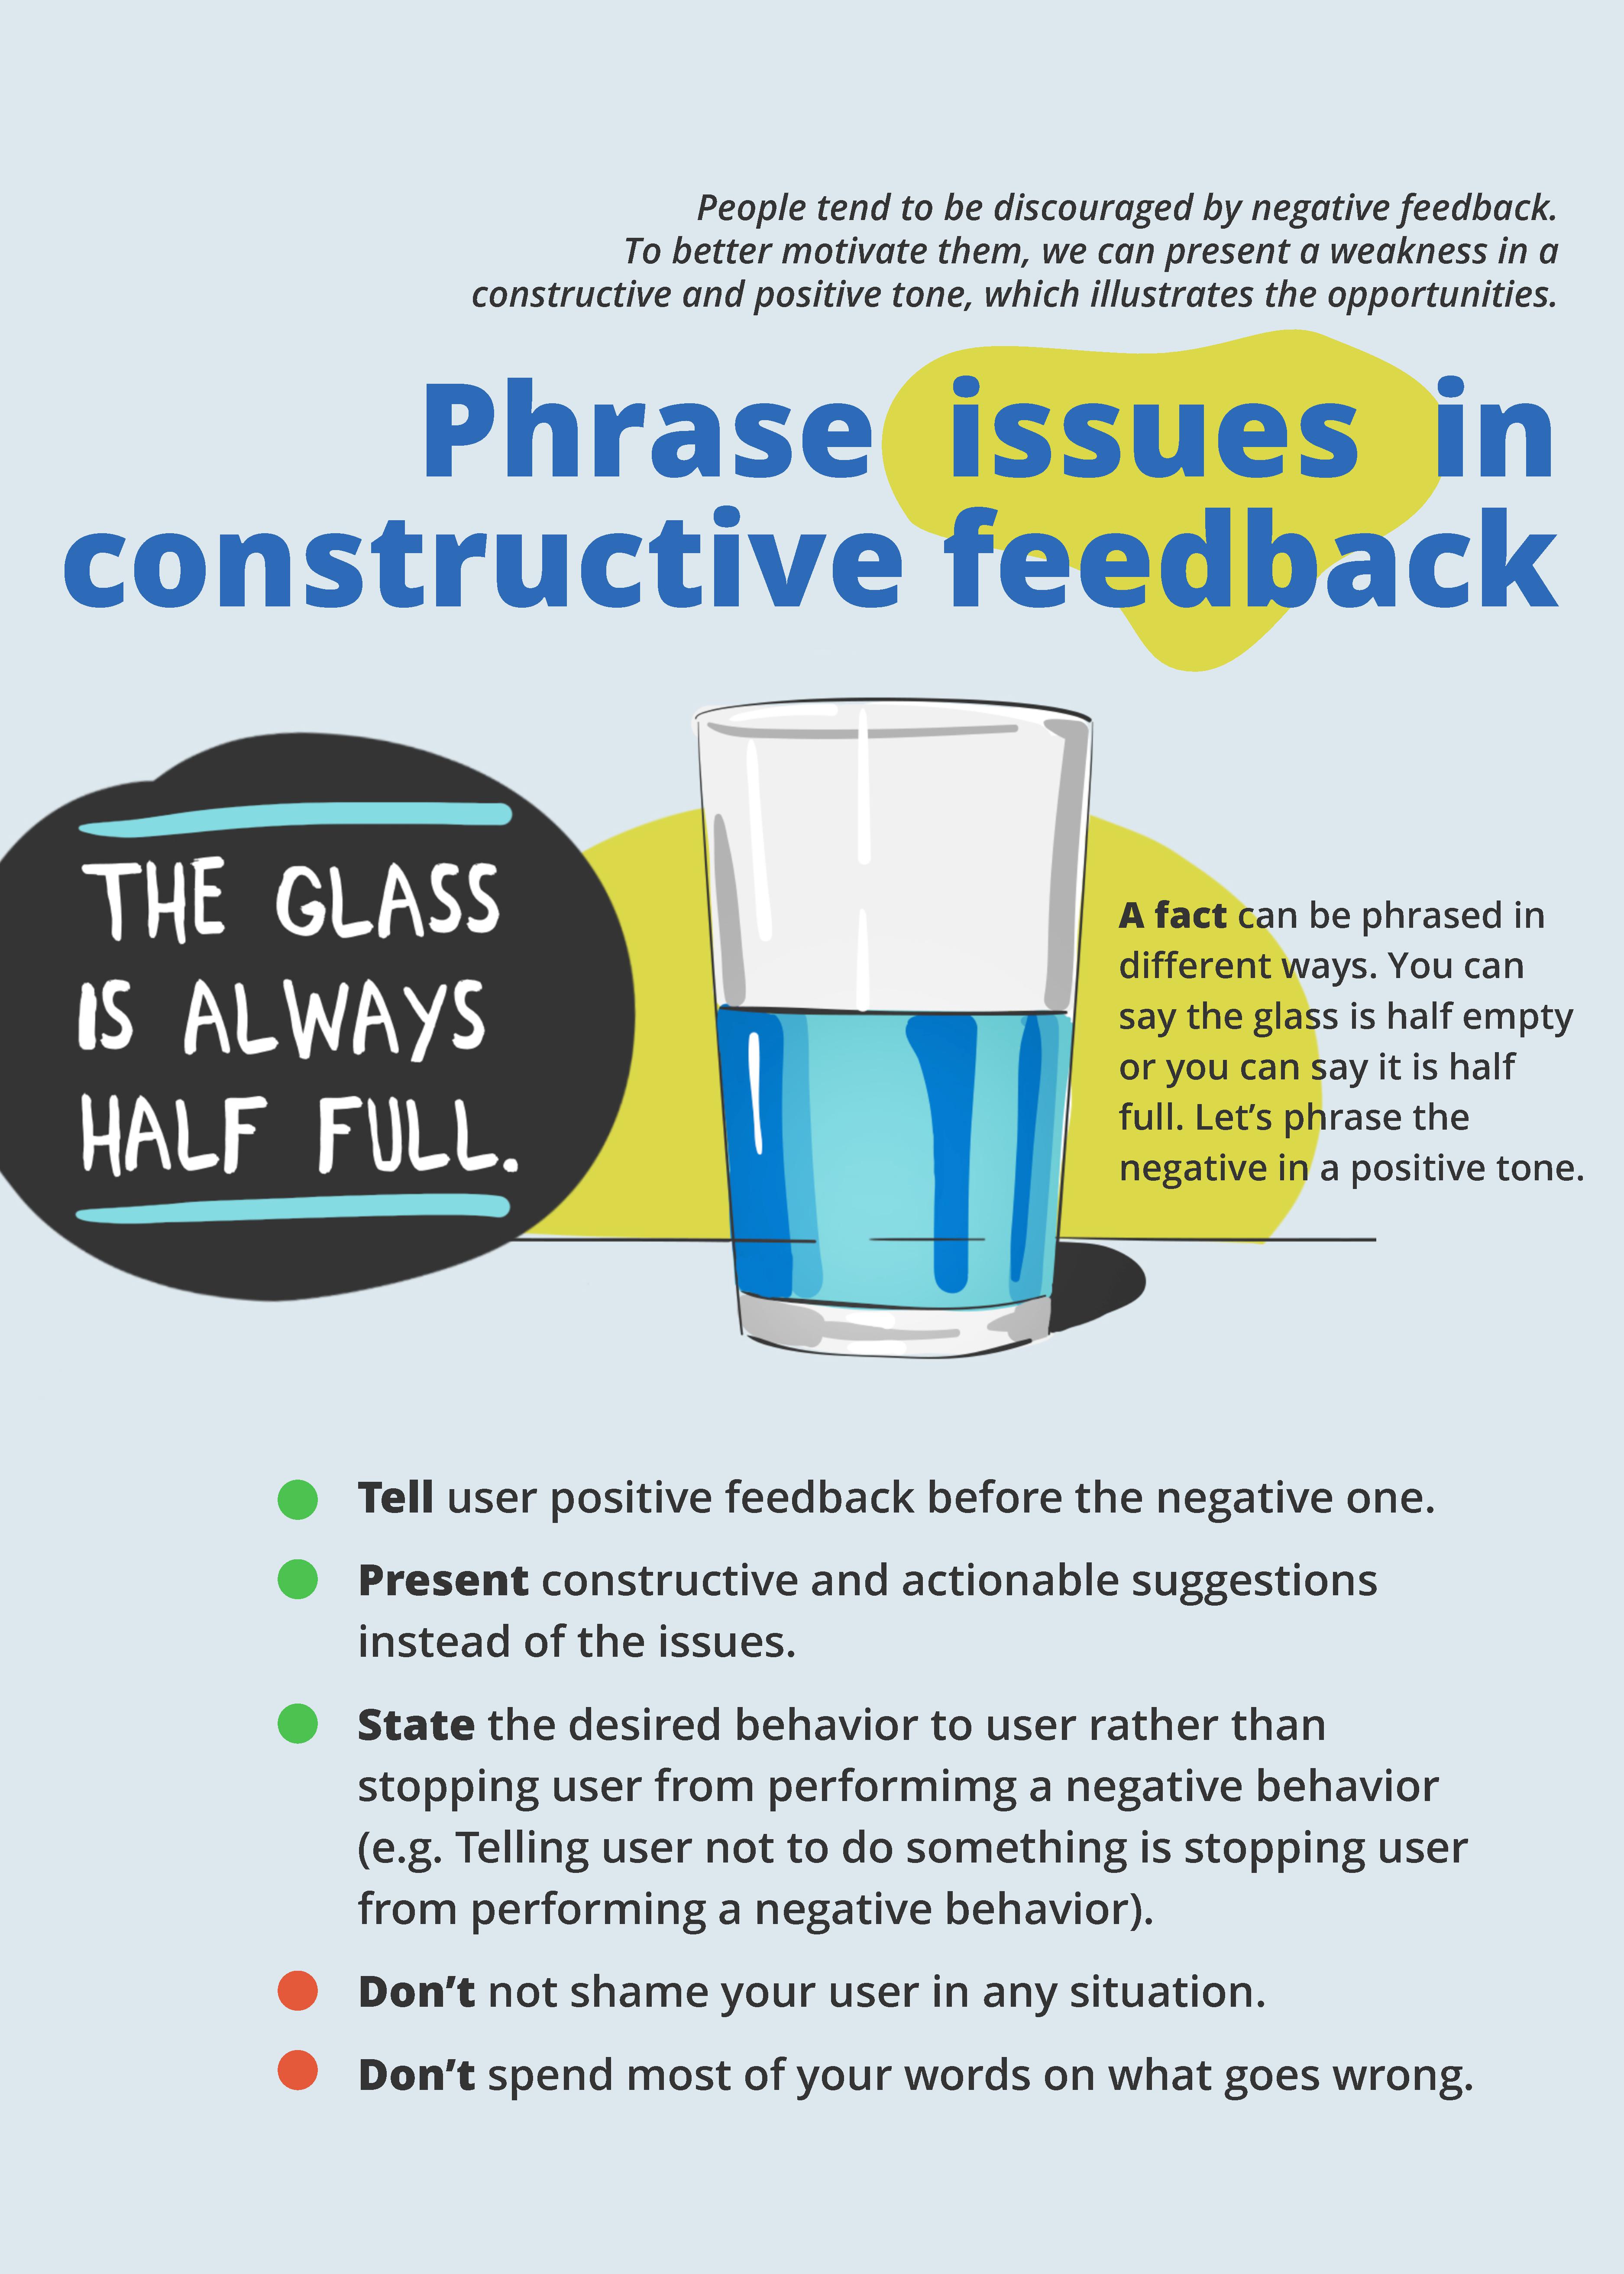 People tend to be discouraged by negative feedback.
To better motivate them, we can present a weakness in a
constructive and positive tone, which illustrates the opportunities.
Phrase issues in
constructive feedback
THE GLASS
IS ALWAYS
HALF FULL.
A fact can be phrased in
different ways. You can
say the glass is half empty
or you can say it is half
full. Let’s phrase the
negative in a positive tone.
Tell user positive feedback before the negative one.
Present constructive and actionable suggestions
instead of the issues.
State the desired behavior to user rather than
stopping user from performimg a negative behavior
(e.g. Telling user not to do something is stopping user
from performing a negative behavior).
Don’t not shame your user in any situation.
Don’t spend most of your words on what goes wrong.